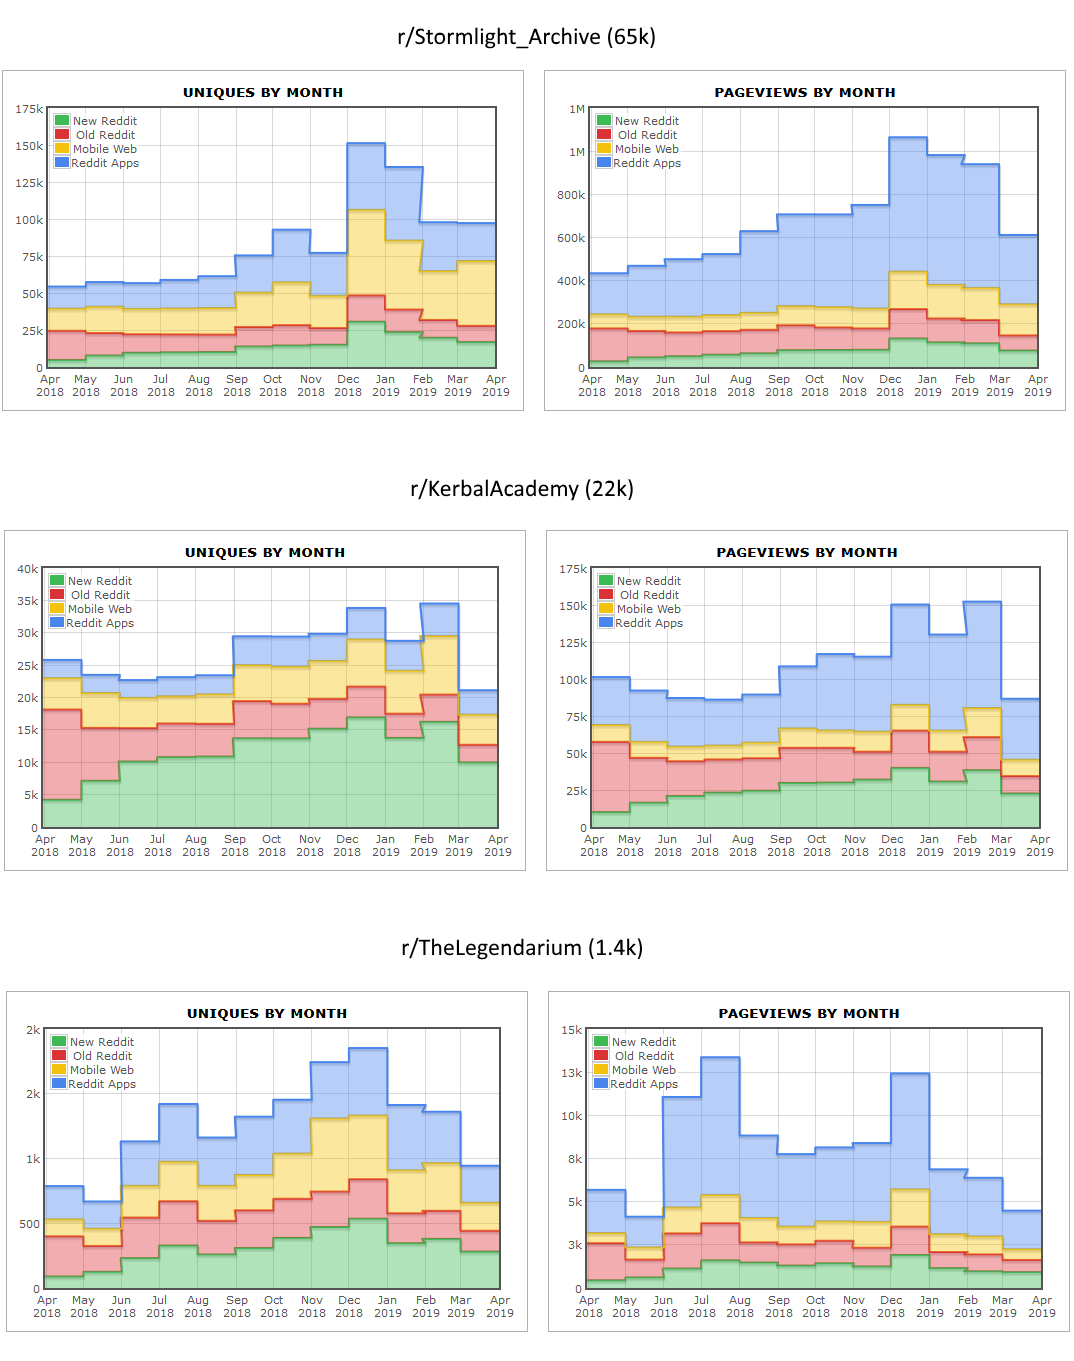 r/Stormlight_Archive (65k)
UNIQUES BY MONTH
175k
150k
125k
100k
75k
50k
25k
0
New Reddit
Old Reddit
Mobile Web
Reddit Apps
Apr May Jun Jul Aug Sep Oct Nov Dec Jan Feb Mar Apr
2018 2018 2018 2018 2018 2018 2018 2018 2018 2019 2019 2019 2019
PAGEVIEWS BY MONTH
1M
1M
800k
600k
400k
200k
0
New Reddit
Old Reddit
Mobile Web
Reddit Apps
Apr May Jun Jul Aug Sep Oct Nov Dec Jan Feb Mar Apr
2018 2018 2018 2018 2018 2018 2018 2018 2018 2019 2019 2019 2019
r/KerbalAcademy (22k)
UNIQUES BY MONTH
40k
35k
30k
25k
20k
15k
10k
5k
0
New Reddit
Old Reddit
Mobile Web
Reddit Apps
Apr May Jun Jul Aug Sep Oct Nov Dec Jan Feb Mar Apr
2018 2018 2018 2018 2018 2018 2018 2018 2018 2019 2019 2019 2019
PAGEVIEWS BY MONTH
175k
150k
125k
100k
75k
50k
25k
0
New Reddit
Old Reddit
Mobile Web
Reddit Apps
Apr May Jun Jul Aug Sep Oct Nov Dec Jan Feb Mar Apr
2018 2018 2018 2018 2018 2018 2018 2018 2018 2019 2019 2019 2019
r/TheLegendarium (1.4k)
UNIQUES BY MONTH
2k
2k
1k
500
0
New Reddit
Old Reddit
Mobile Web
Reddit Apps
Apr May Jun Jul Aug Sep Oct Nov Dec Jan Feb Mar Apr
2018 2018 2018 2018 2018 2018 2018 2018 2018 2019 2019 2019 2019
PAGEVIEWS BY MONTH
15k
13k
10k
8k
5k
3k
0
New Reddit
Old Reddit
Mobile Web
Reddit Apps
Apr May Jun Jul Aug Sep Oct Nov Dec Jan Feb Mar Apr
2018 2018 2018 2018 2018 2018 2018 2018 2018 2019 2019 2019 2019